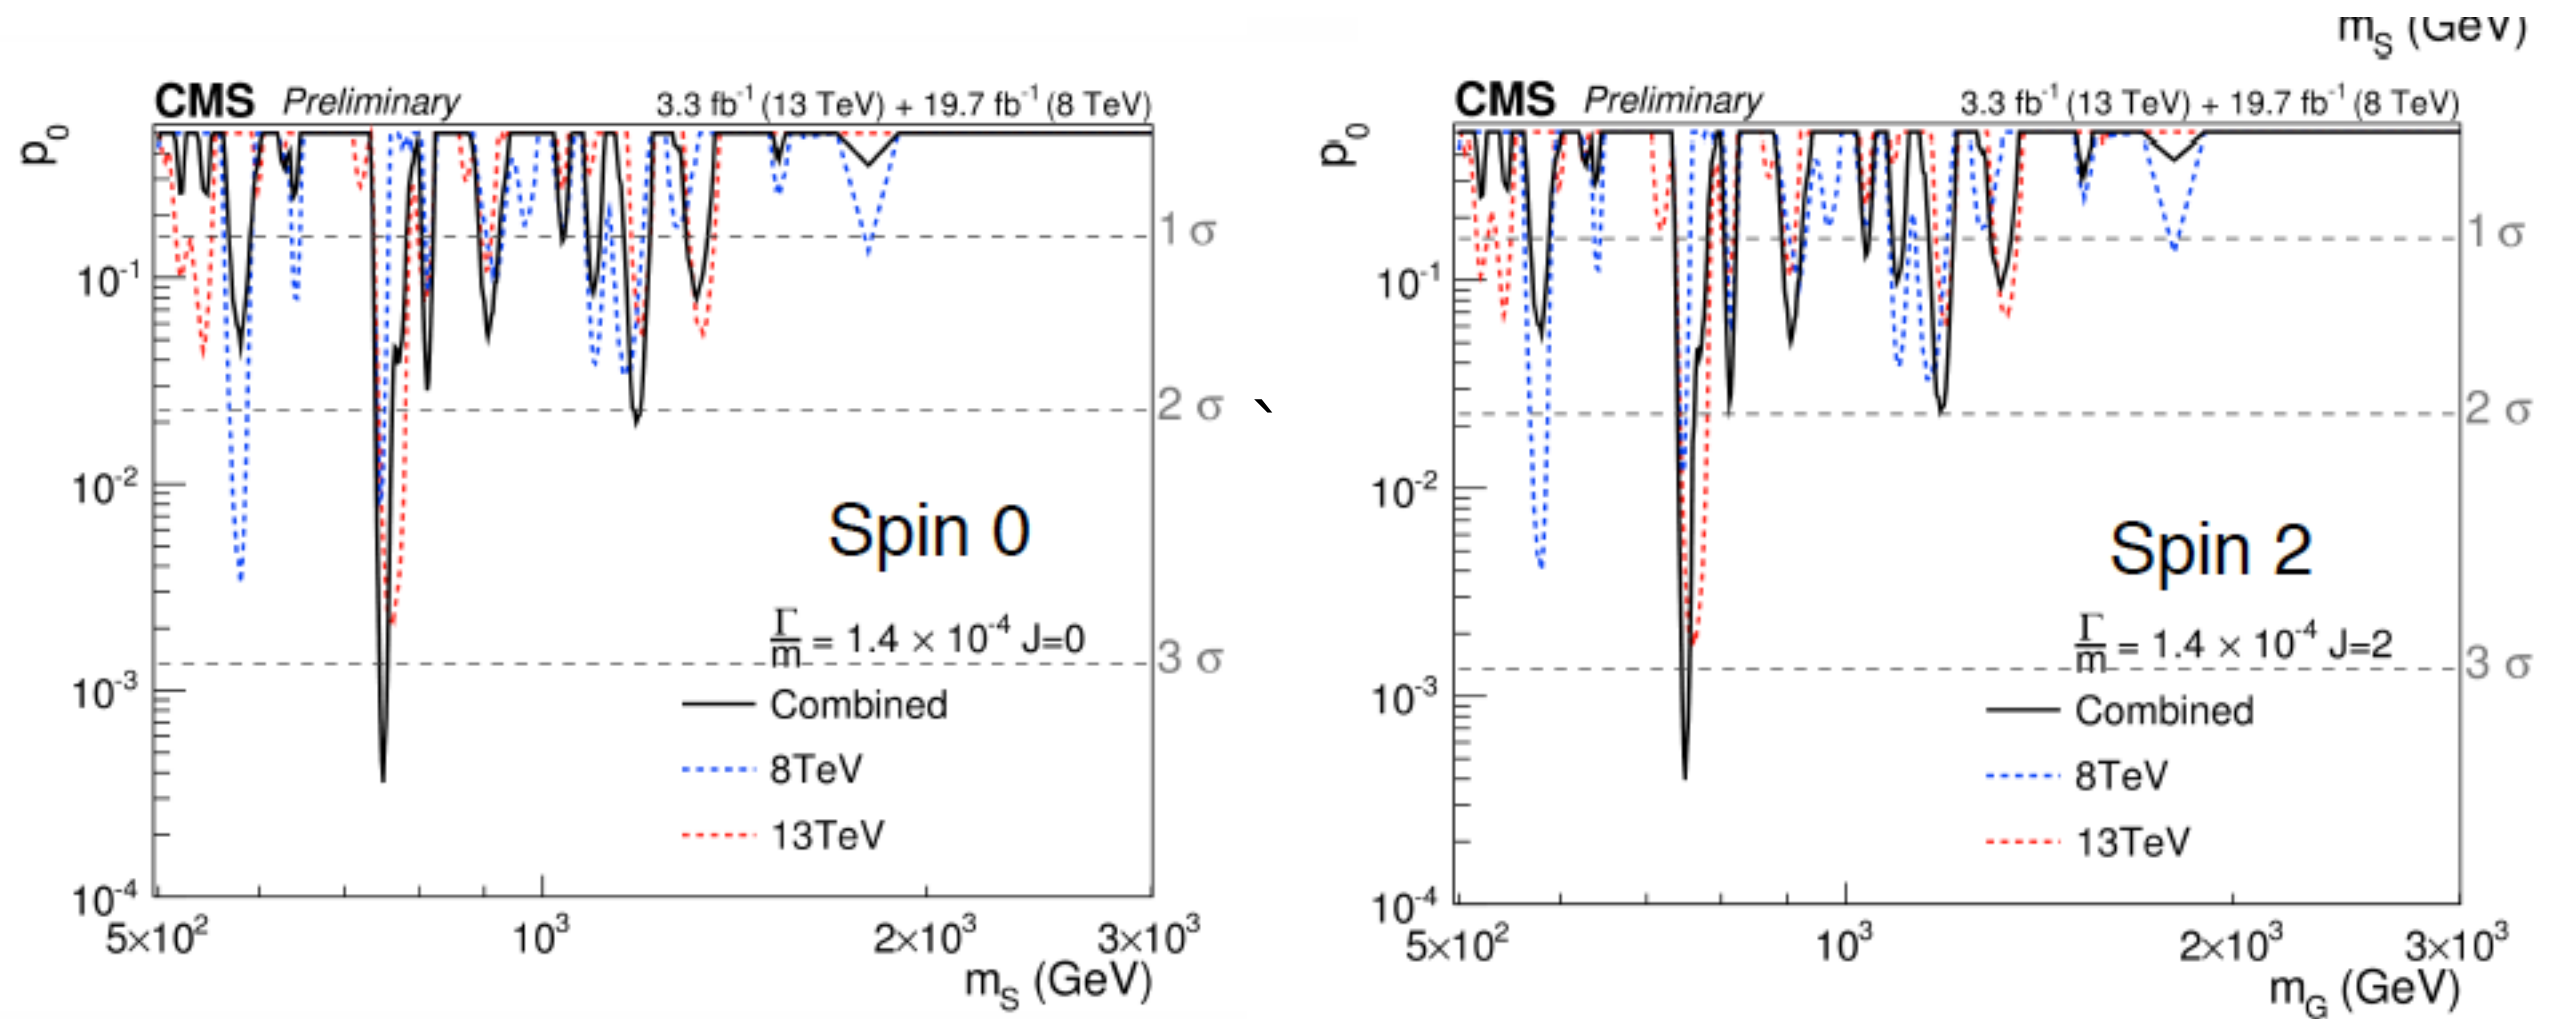 m_S (GeV)
CMS Preliminary 3.3 fb^-1 (13 TeV) + 19.7 fb^-1 (8 TeV)
p_0
1 σ
10^-1
2 σ
10^-2
Spin 0
Γ/m = 1.4 × 10^-4 J=0
3 σ
10^-3
Combined
8TeV
13TeV
10^-4
5×10^2 10^3 2×10^3 3×10^3
m_S (GeV)
`
CMS Preliminary 3.3 fb^-1 (13 TeV) + 19.7 fb^-1 (8 TeV)
p_0
1 σ
10^-1
2 σ
10^-2
Spin 2
Γ/m = 1.4 × 10^-4 J=2
3 σ
10^-3
Combined
8TeV
13TeV
10^-4
5×10^2 10^3 2×10^3 3×10^3
m_G (GeV)